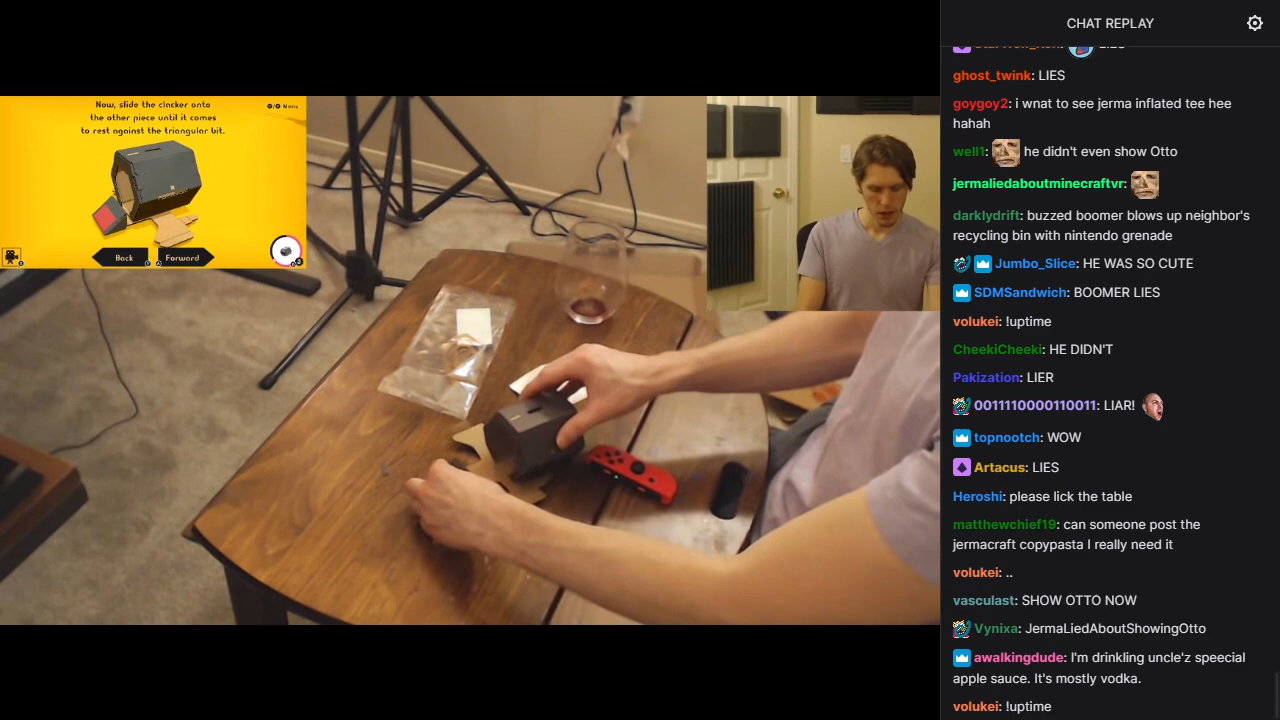 Now, slide the clacker onto
the other piece until it comes
to rest against the triangular bit.
Menu
Back
Forward
CHAT REPLAY
ghost_twink: LIES
goygoy2: i wnat to see jerma inflated tee hee
hahah
well1: he didn't even show Otto
jermaliedaboutminecraftvr:
darklydrift: buzzed boomer blows up neighbor's
recycling bin with nintendo grenade
Jumbo_Slice: HE WAS SO CUTE
SDMSandwich: BOOMER LIES
volukei: !uptime
CheekiCheeki: HE DIDN'T
Pakization: LIER
0011110000110011: LIAR!
topnootch: WOW
Artacus: LIES
Heroshi: please lick the table
matthewchief19: can someone post the
jermacraft copypasta I really need it
volukei: ..
vasculast: SHOW OTTO NOW
Vynixa: JermaLiedAboutShowingOtto
awalkingdude: I'm drinkling uncle'z speecial
apple sauce. It's mostly vodka.
volukei: !uptime